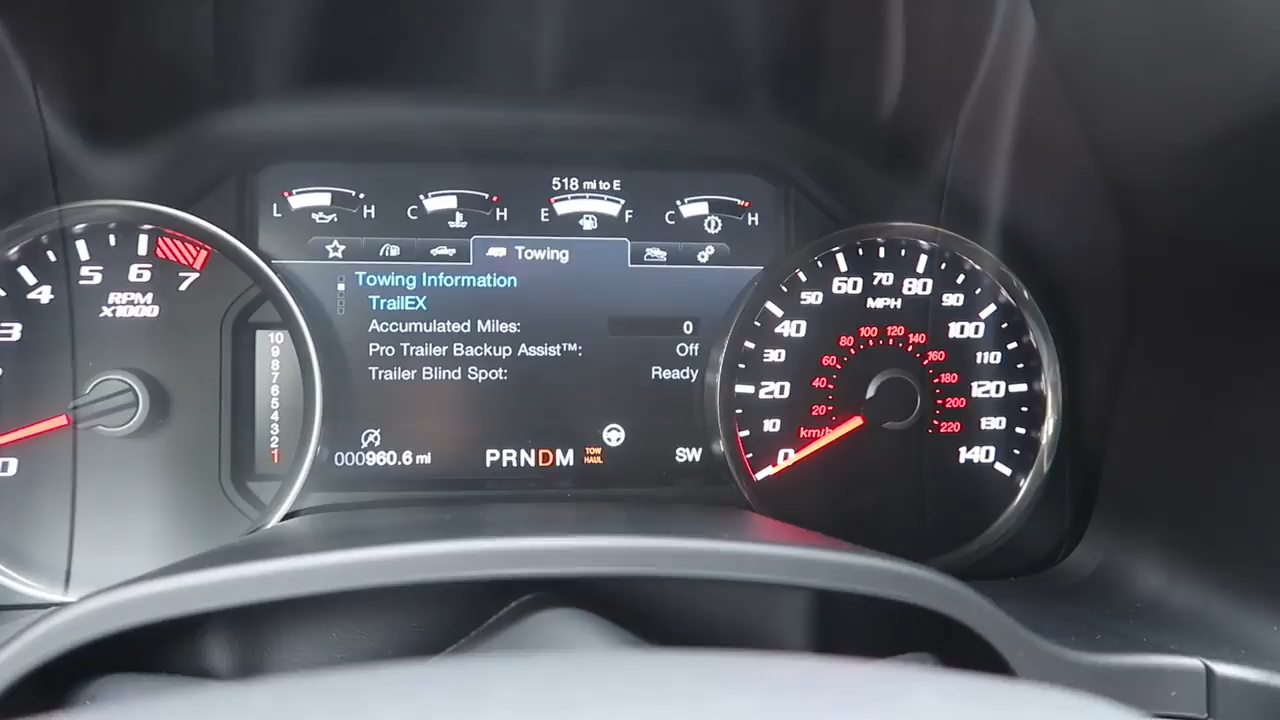 518 mi to E
L H
C H
E F
C H
Towing
Towing Information
TrailEX
Accumulated Miles: 0
Pro Trailer Backup Assist™: Off
Trailer Blind Spot: Ready
000960.6 mi
PRNDM
TOW
HAUL
SW
0
3
4
5
6
7
RPM
X1000
10
9
8
7
6
5
4
3
2
1
0
10
20
30
40
50
60
70
80
90
100
110
120
130
140
MPH
km/h
20
40
60
80
100
120
140
160
180
200
220